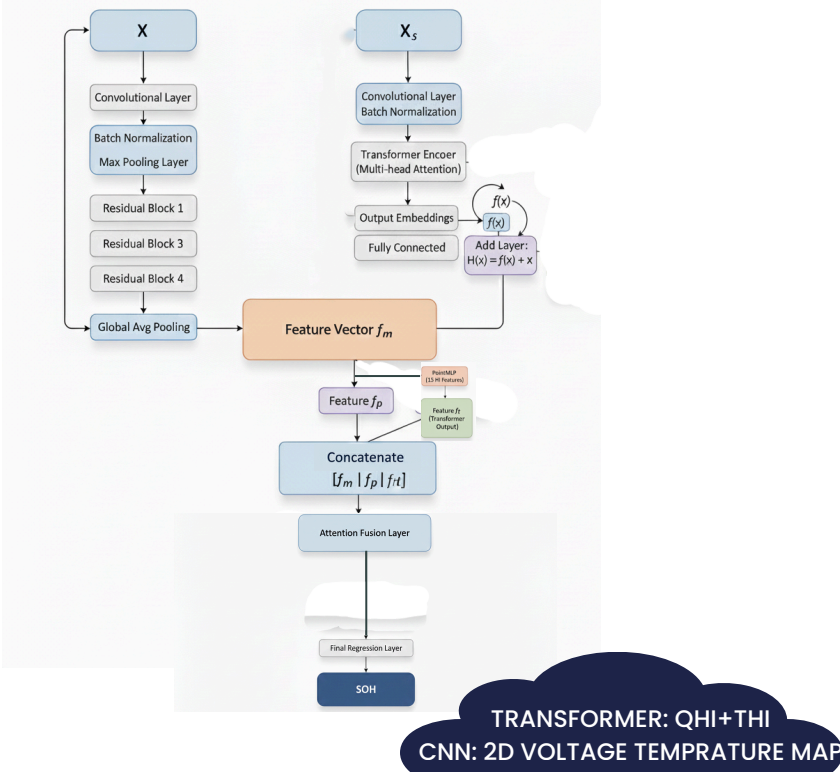 X
Convolutional Layer
Batch Normalization
Max Pooling Layer
Residual Block 1
Residual Block 3
Residual Block 4
Global Avg Pooling
Xs
Convolutional Layer
Batch Normalization
Transformer Encoer
(Multi-head Attention)
Output Embeddings
Fully Connected
f(x)
f(x)
Add Layer:
H(x) = f(x) + x
Feature Vector fm
PointMLP
(15 HI Features)
Feature fp
Feature ft
(Transformer
Output)
Concatenate
[fm | fp | frt]
Attention Fusion Layer
Final Regression Layer
SOH
TRANSFORMER: QHI+THI
CNN: 2D VOLTAGE TEMPRATURE MAP